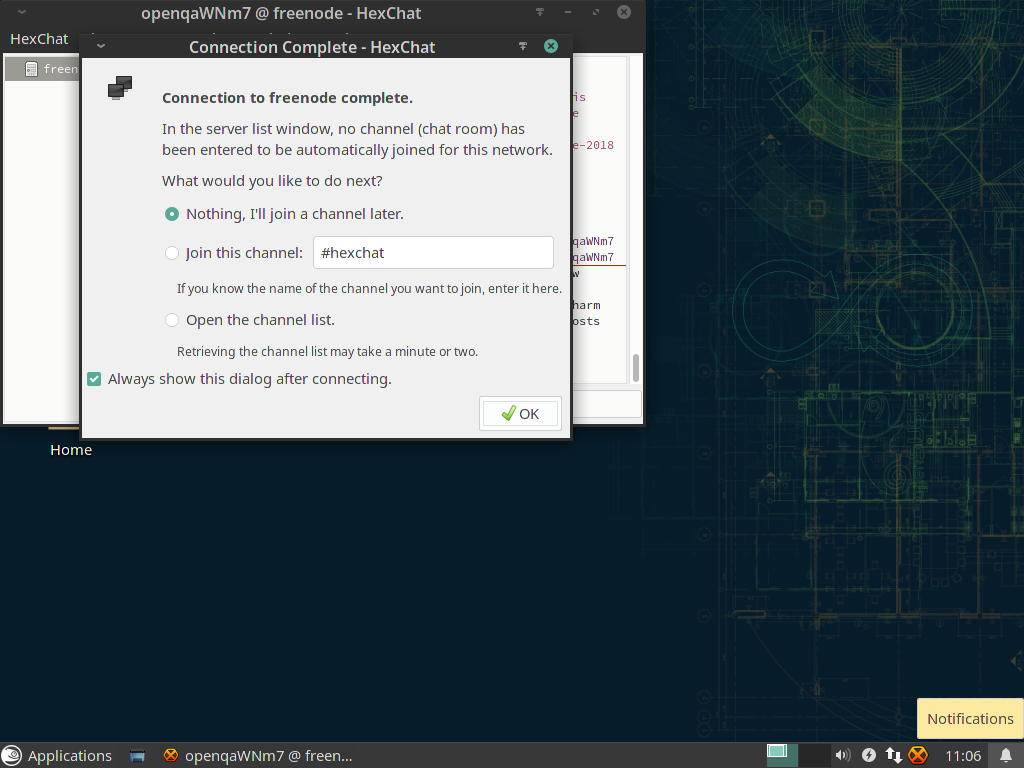 openqaWNm7 @ freenode - HexChat
HexChat
Connection Complete - HexChat
freen
Connection to freenode complete.
In the server list window, no channel (chat room) has
been entered to be automatically joined for this network.
What would you like to do next?
Nothing, I'll join a channel later.
Join this channel: #hexchat
If you know the name of the channel you want to join, enter it here.
Open the channel list.
Retrieving the channel list may take a minute or two.
Always show this dialog after connecting.
OK
is
e
e-2018
qaWNm7
qaWNm7
w
harm
osts
Home
Notifications
Applications
openqaWNm7 @ freen...
11:06